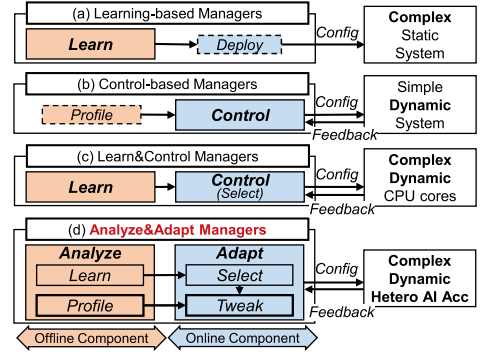 (a) Learning-based Managers
Learn
Deploy
Config
Complex
Static
System
(b) Control-based Managers
Profile
Control
Config
Feedback
Simple
Dynamic
System
(c) Learn&Control Managers
Learn
Control
(Select)
Config
Feedback
Complex
Dynamic
CPU cores
(d) Analyze&Adapt Managers
Analyze
Learn
Profile
Adapt
Select
Tweak
Config
Feedback
Complex
Dynamic
Hetero AI Acc
Offline Component
Online Component